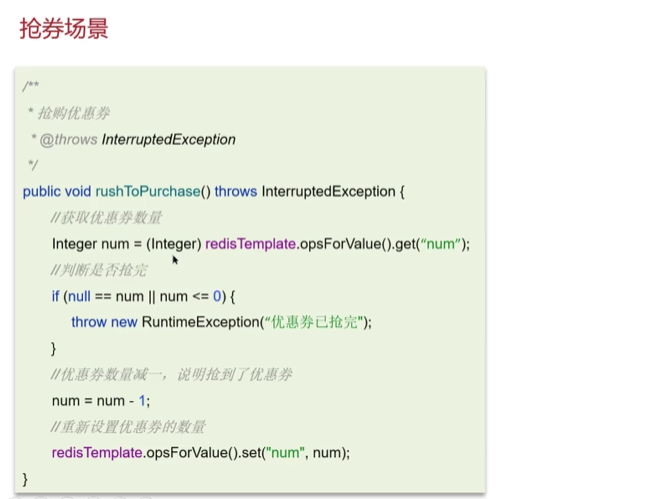 抢券场景
/**
* 抢购优惠券
* @throws InterruptedException
*/
public void rushToPurchase() throws InterruptedException {
//获取优惠券数量
Integer num = (Integer) redisTemplate.opsForValue().get(“num”);
//判断是否抢完
if (null == num || num <= 0) {
throw new RuntimeException(“优惠券已抢完");
}
//优惠券数量减一，说明抢到了优惠券
num = num - 1;
//重新设置优惠券的数量
redisTemplate.opsForValue().set("num", num);
}